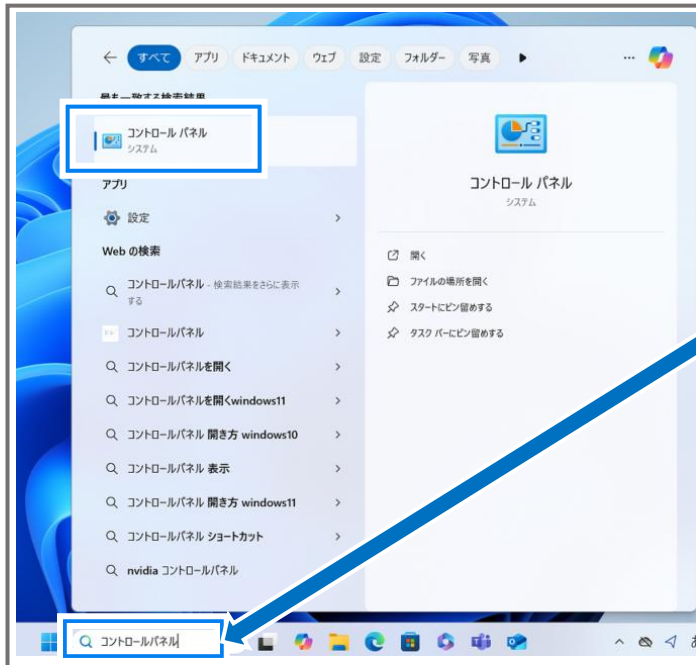 すべて アプリ ドキュメント ウェブ 設定 フォルダー 写真 ▶ ...
最も一致する検索結果
コントロール パネル
システム
アプリ
設定
Web の検索
コントロールパネル - 検索結果をさらに表示
する
コントロールパネル
コントロールパネルを開く
コントロールパネルを開くwindows11
コントロールパネル 開き方 windows10
コントロールパネル 表示
コントロールパネル 開き方 windows11
コントロールパネル ショートカット
nvidia コントロールパネル
コントロール パネル
システム
開く
ファイルの場所を開く
スタートにピン留めする
タスク バーにピン留めする
コントロールパネル